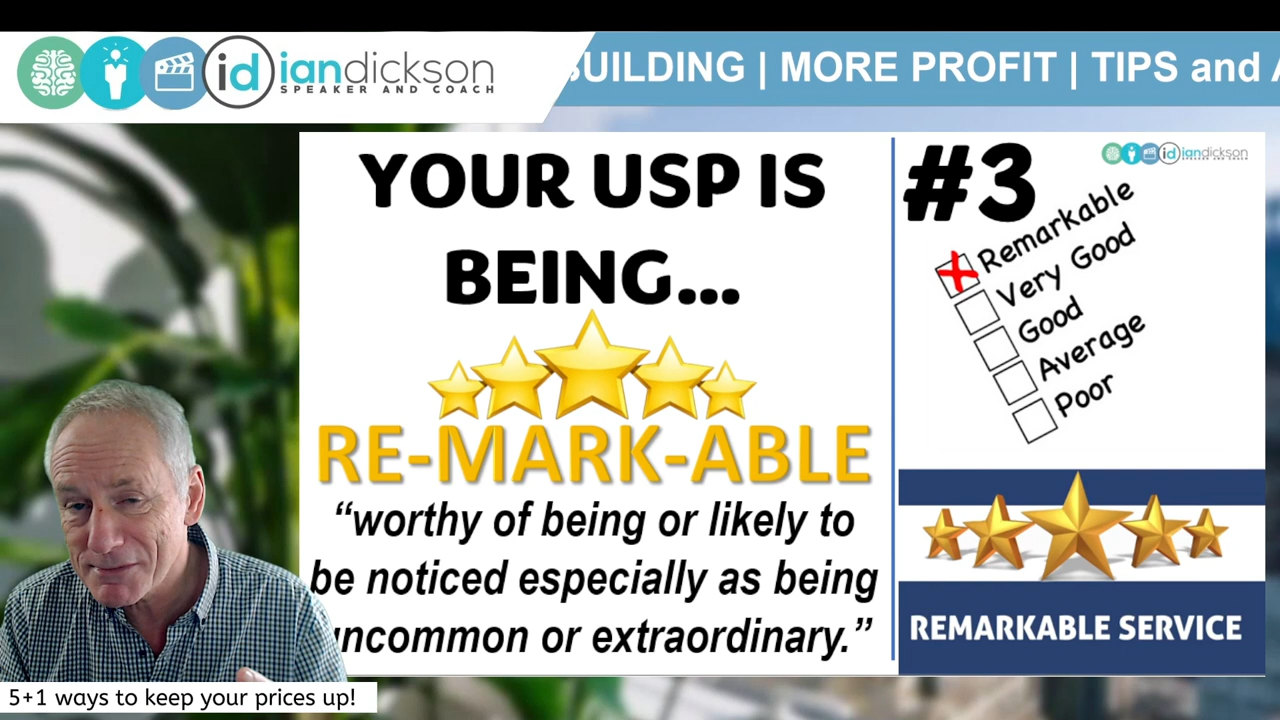 id iandickson
SPEAKER AND COACH
BUILDING | MORE PROFIT | TIPS and
YOUR USP IS
BEING...
RE-MARK-ABLE
“worthy of being or likely to
be noticed especially as being
uncommon or extraordinary.”
#3
id iandickson
Remarkable
Very Good
Good
Average
Poor
REMARKABLE SERVICE
5+1 ways to keep your prices up!